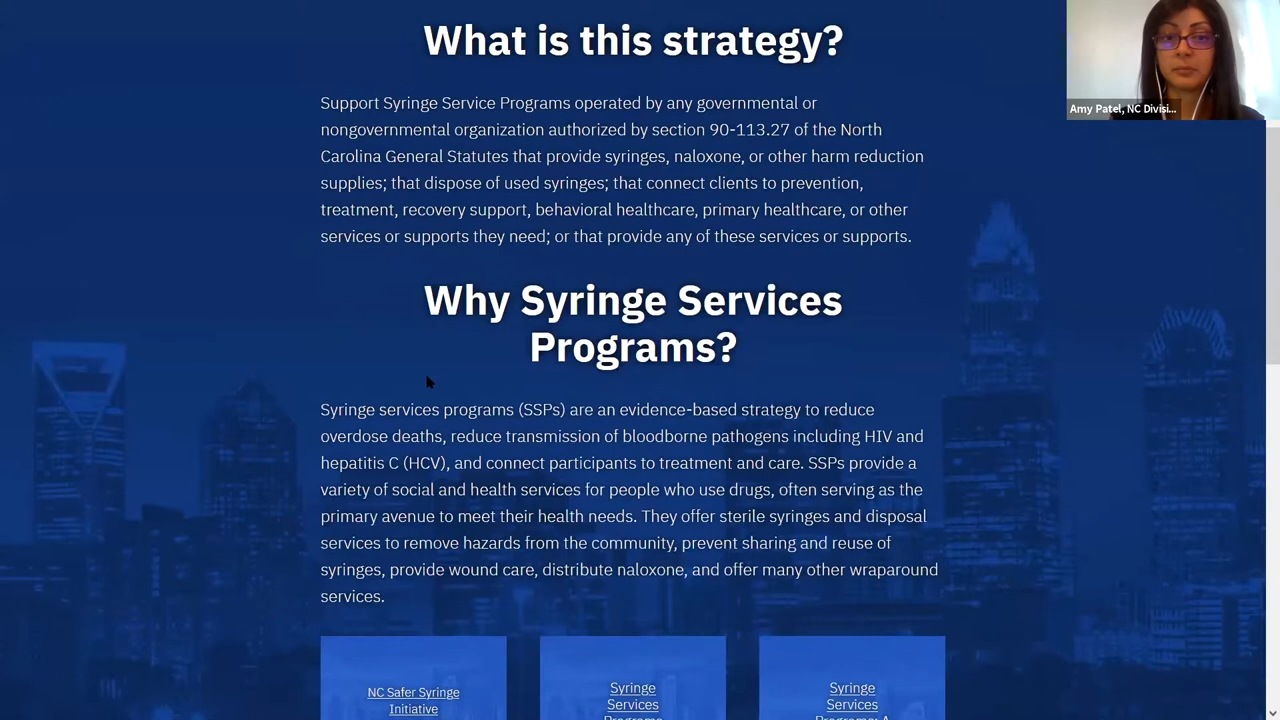 What is this strategy?
Amy Patel, NC Divisi...
Support Syringe Service Programs operated by any governmental or
nongovernmental organization authorized by section 90-113.27 of the North
Carolina General Statutes that provide syringes, naloxone, or other harm reduction
supplies; that dispose of used syringes; that connect clients to prevention,
treatment, recovery support, behavioral healthcare, primary healthcare, or other
services or supports they need; or that provide any of these services or supports.
Why Syringe Services
Programs?
Syringe services programs (SSPs) are an evidence-based strategy to reduce
overdose deaths, reduce transmission of bloodborne pathogens including HIV and
hepatitis C (HCV), and connect participants to treatment and care. SSPs provide a
variety of social and health services for people who use drugs, often serving as the
primary avenue to meet their health needs. They offer sterile syringes and disposal
services to remove hazards from the community, prevent sharing and reuse of
syringes, provide wound care, distribute naloxone, and offer many other wraparound
services.
NC Safer Syringe
Initiative
Syringe
Services
Programs
Syringe
Services
Programs: A